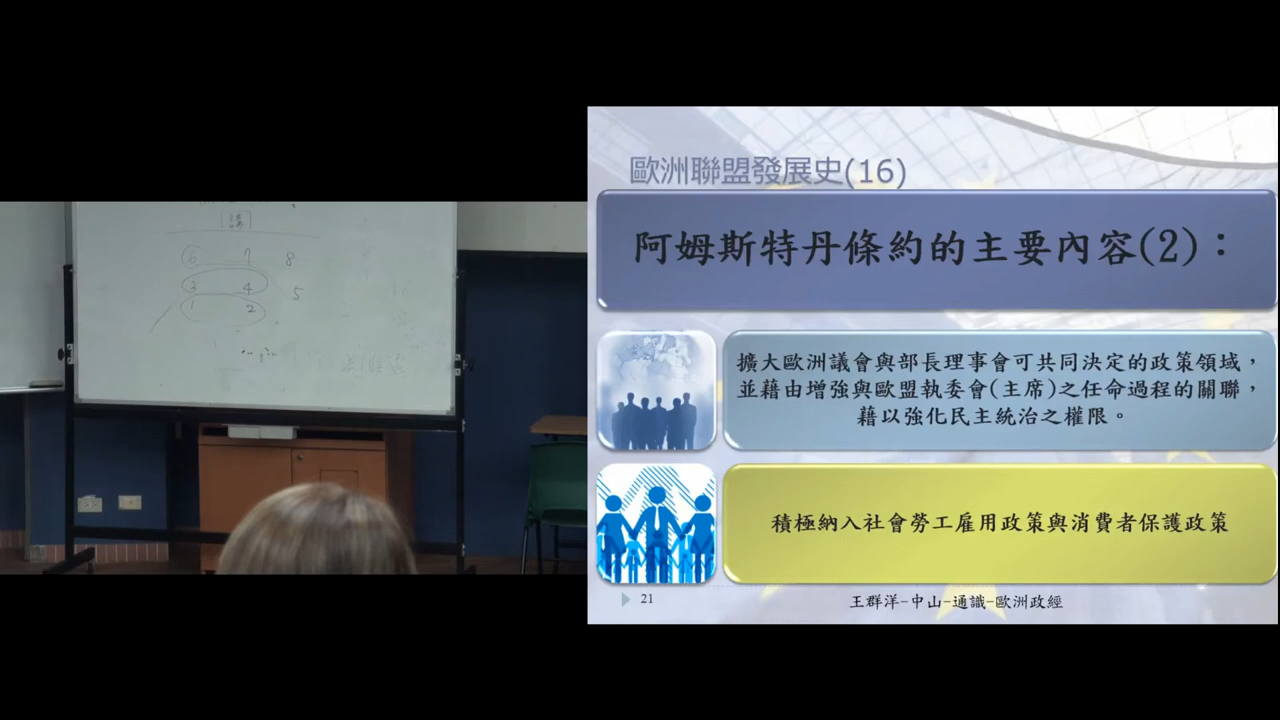 講
6 7 8
3 4 5
1 2
歐洲聯盟發展史(16)
阿姆斯特丹條約的主要內容(2)：
擴大歐洲議會與部長理事會可共同決定的政策領域，
並藉由增強與歐盟執委會(主席)之任命過程的關聯，
藉以強化民主統治之權限。
積極納入社會勞工雇用政策與消費者保護政策
21
王群洋-中山-通識-歐洲政經